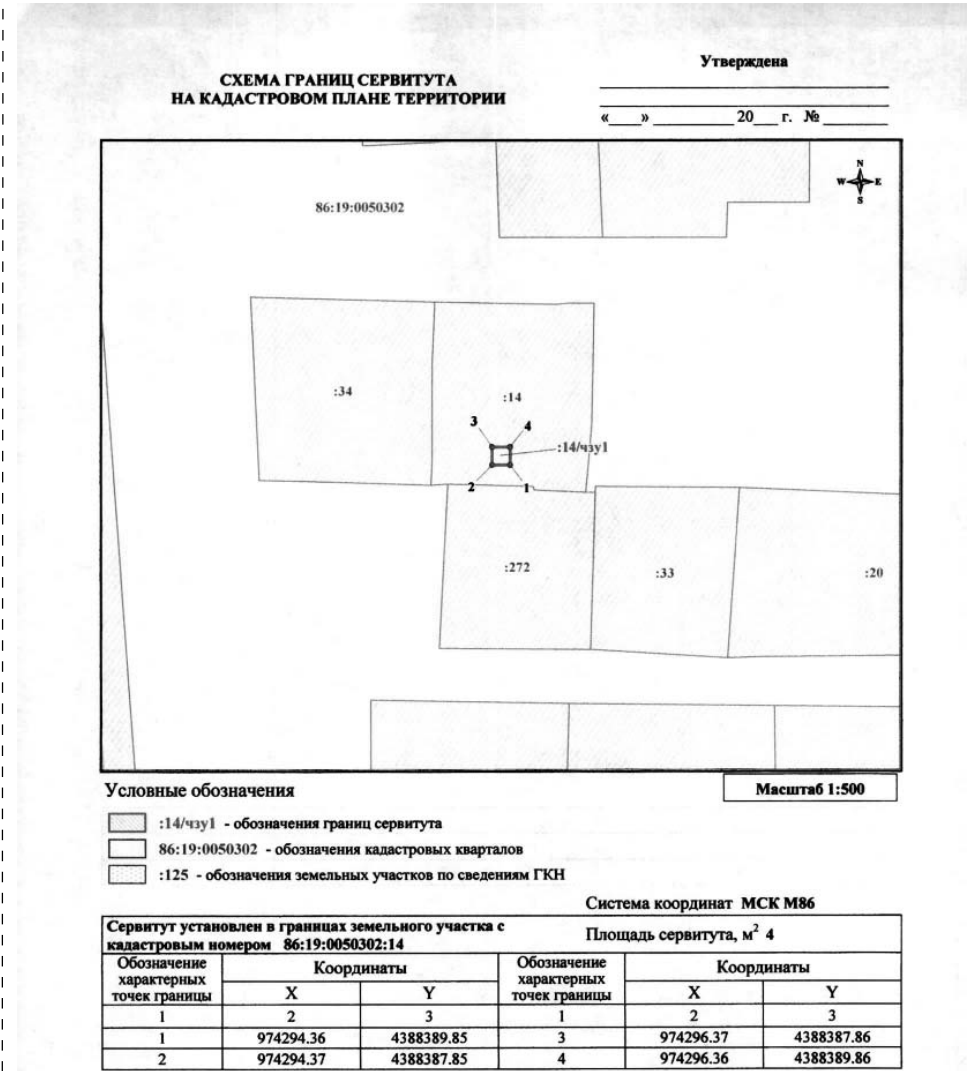 Утверждена
СХЕМА ГРАНИЦ СЕРВИТУТА
НА КАДАСТРОВОМ ПЛАНЕ ТЕРРИТОРИИ
«___» ________ 20__ г. № ______
N
W E
S
86:19:0050302
:34
:14
3
4
:14/чзу1
2
1
:272
:33
:20
Условные обозначения
Масштаб 1:500
:14/чзу1 - обозначения границ сервитута
86:19:0050302 - обозначения кадастровых кварталов
:125 - обозначения земельных участков по сведениям ГКН
Система координат МСК М86
Сервитут установлен в границах земельного участка с
кадастровым номером 86:19:0050302:14
Площадь сервитута, м² 4
Обозначение
характерных
точек границы
Координаты
Обозначение
характерных
точек границы
Координаты
X Y X Y
1 2 3 1 2 3
1 974294.36 4388389.85 3 974296.37 4388387.86
2 974294.37 4388387.85 4 974296.36 4388389.86